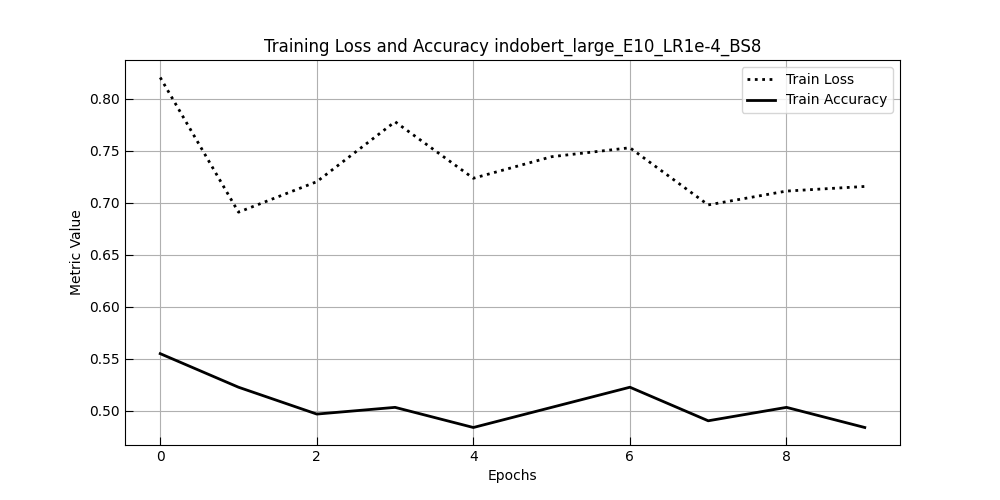 Training Loss and Accuracy indobert_large_E10_LR1e-4_BS8
Train Loss
Train Accuracy
0.80
0.75
0.70
0.65
0.60
0.55
0.50
Metric Value
0 2 4 6 8
Epochs